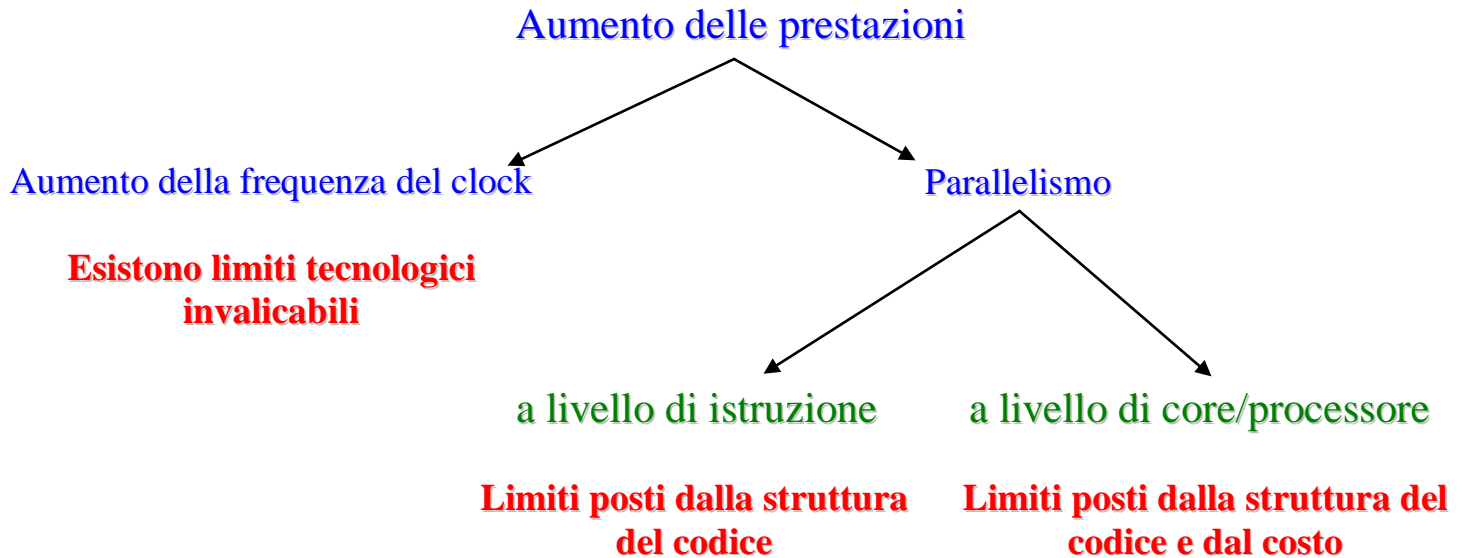 Aumento delle prestazioni
Aumento della frequenza del clock
Parallelismo
Esistono limiti tecnologici
invalicabili
a livello di istruzione
a livello di core/processore
Limiti posti dalla struttura
del codice
Limiti posti dalla struttura del
codice e dal costo